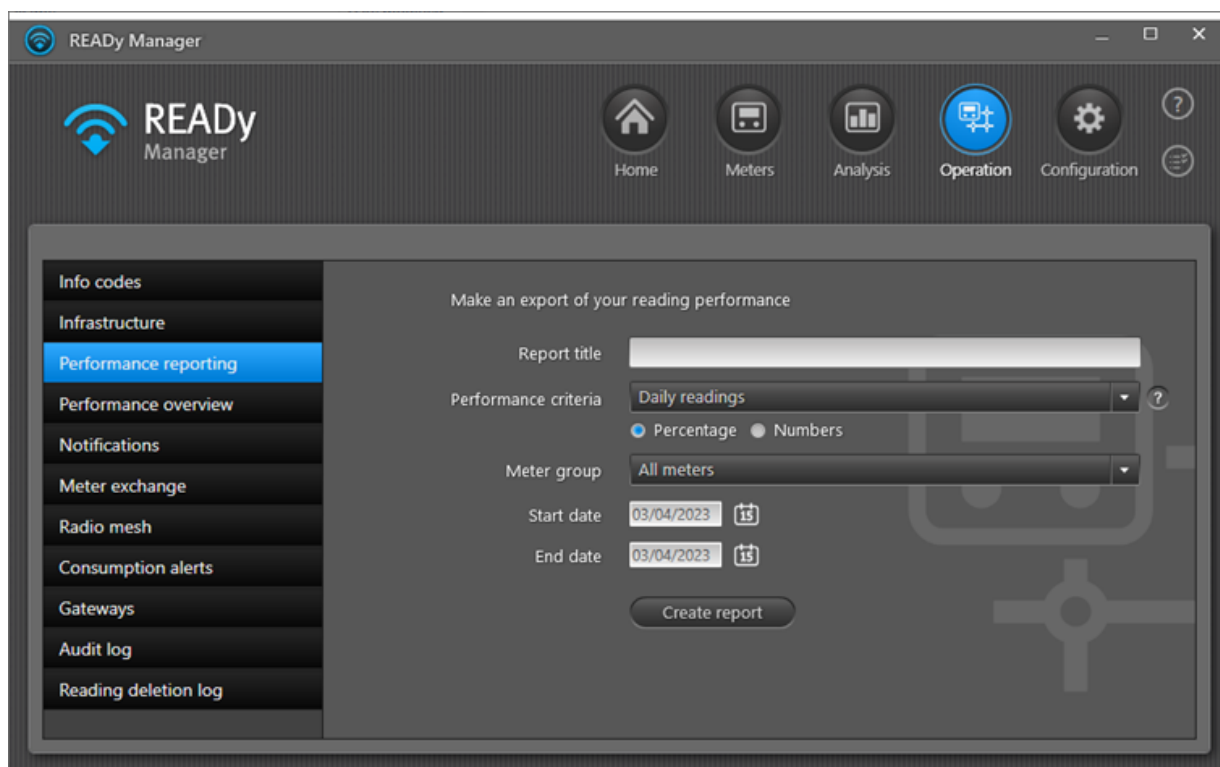 READy Manager
READy
Manager
Home Meters Analysis Operation Configuration
?
Info codes
Infrastructure
Performance reporting
Performance overview
Notifications
Meter exchange
Radio mesh
Consumption alerts
Gateways
Audit log
Reading deletion log
Make an export of your reading performance
Report title
Performance criteria Daily readings ?
Percentage Numbers
Meter group All meters
Start date 03/04/2023 15
End date 03/04/2023 15
Create report